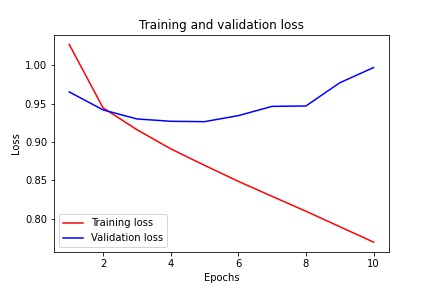 Training and validation loss
Loss
1.00
0.95
0.90
0.85
0.80
Training loss
Validation loss
2
4
6
8
10
Epochs